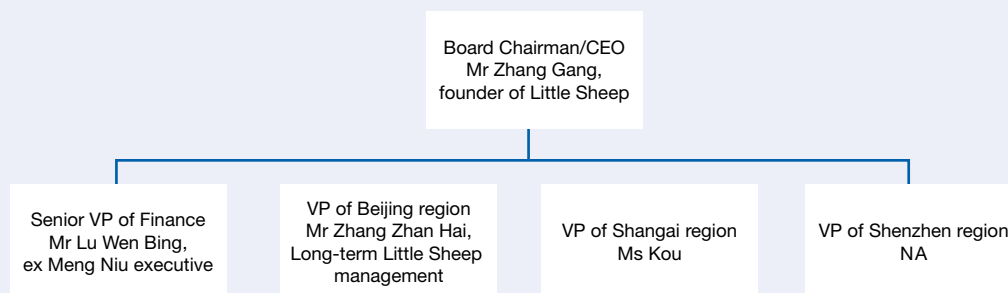 Board Chairman/CEO
Mr Zhang Gang,
founder of Little Sheep
Senior VP of Finance
Mr Lu Wen Bing,
ex Meng Niu executive
VP of Beijing region
Mr Zhang Zhan Hai,
Long-term Little Sheep
management
VP of Shangai region
Ms Kou
VP of Shenzhen region
NA